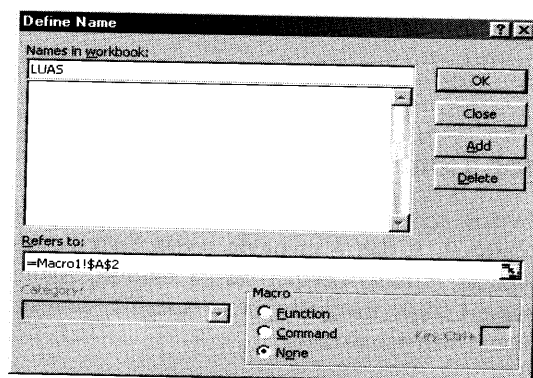 Define Name
Names in workbook:
LUAS
OK
Close
Add
Delete
Refers to:
=Macro1!$A$2
Category:
Macro
Function
Command
None
Key: Ctrl+